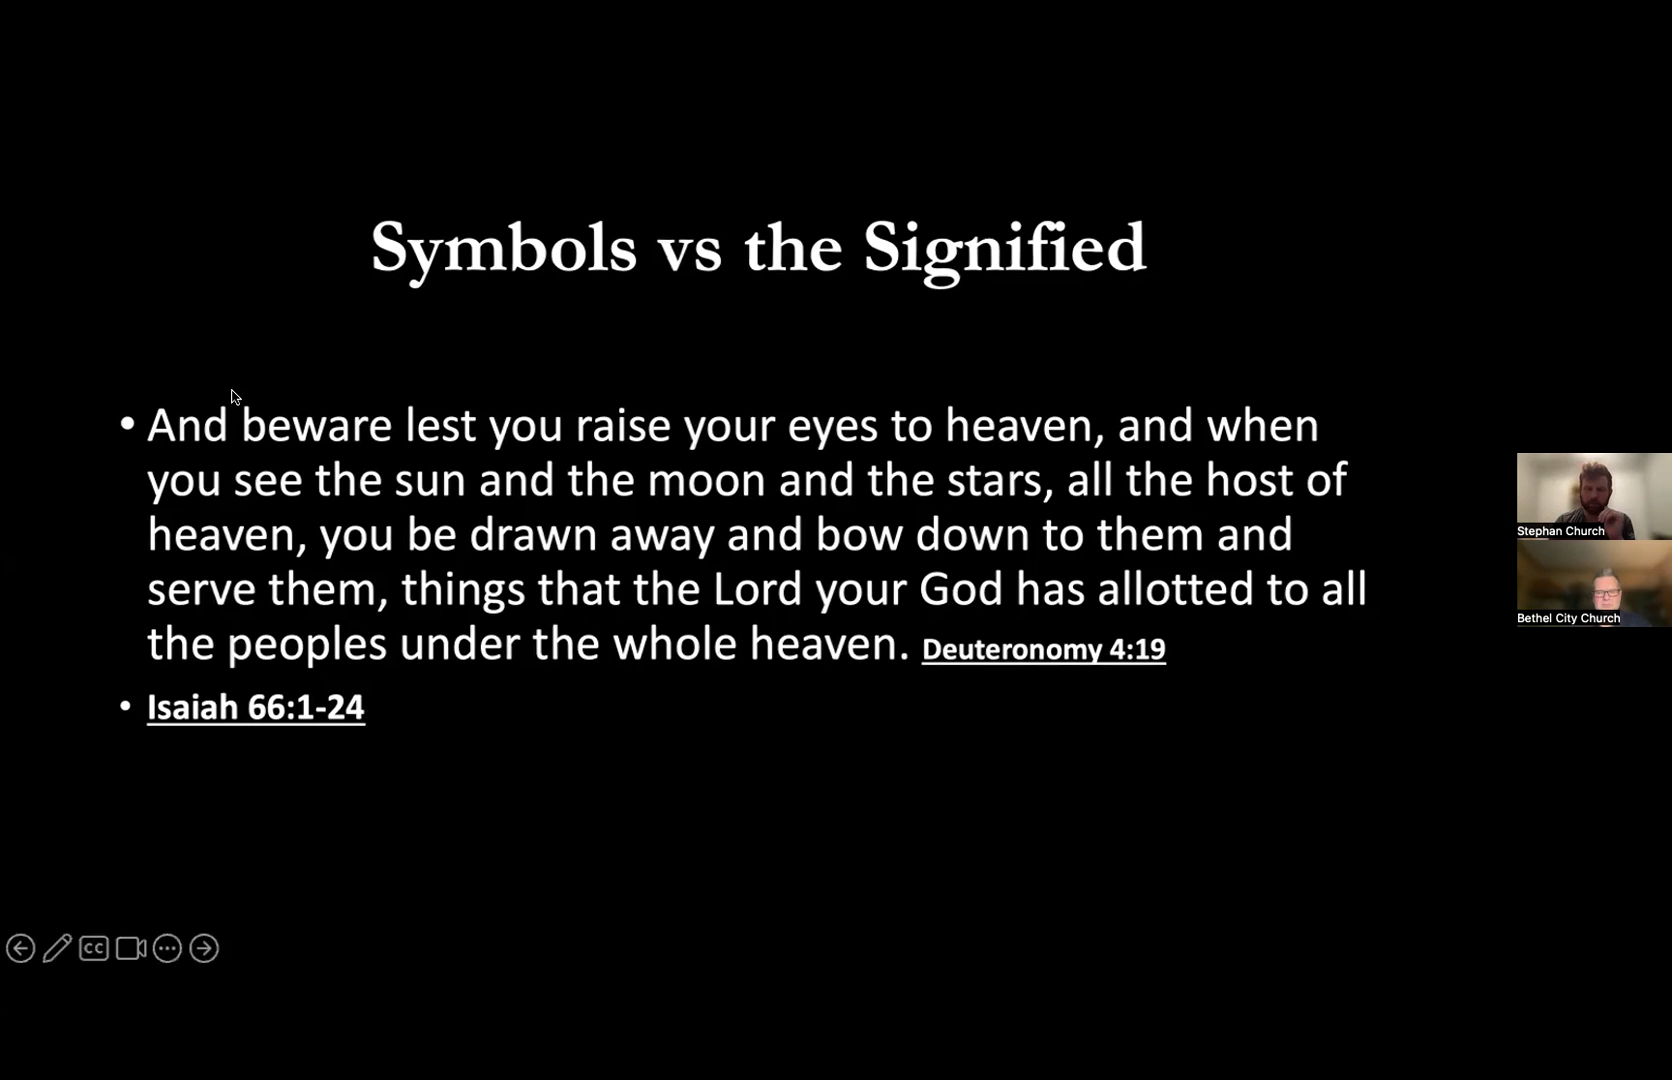 Symbols vs the Signified
• And beware lest you raise your eyes to heaven, and when
you see the sun and the moon and the stars, all the host of
heaven, you be drawn away and bow down to them and
serve them, things that the Lord your God has allotted to all
the peoples under the whole heaven. Deuteronomy 4:19
• Isaiah 66:1-24
Stephan Church
Bethel City Church
CC